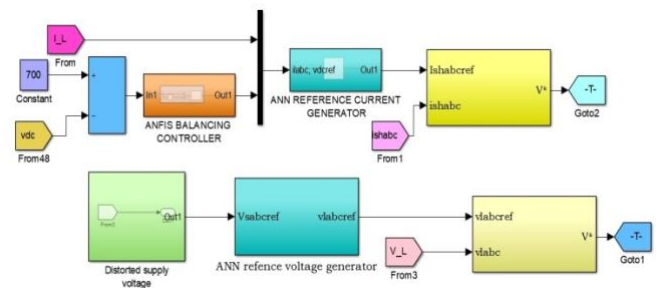 I_L
From
700
Constant
+
-
vdc
From48
In1
Out1
ANFIS BALANCING
CONTROLLER
ilabc, vdcref
Out1
ANN REFERENCE CURRENT
GENERATOR
Ishabcref
ishabc
V*
Ishabc
From1
-T-
Goto2
From2
Out1
Distorted supply
voltage
Vsabcref
vlabcref
ANN refence voltage generator
V_L
From3
vlabcref
vlabc
V*
-T-
Goto1